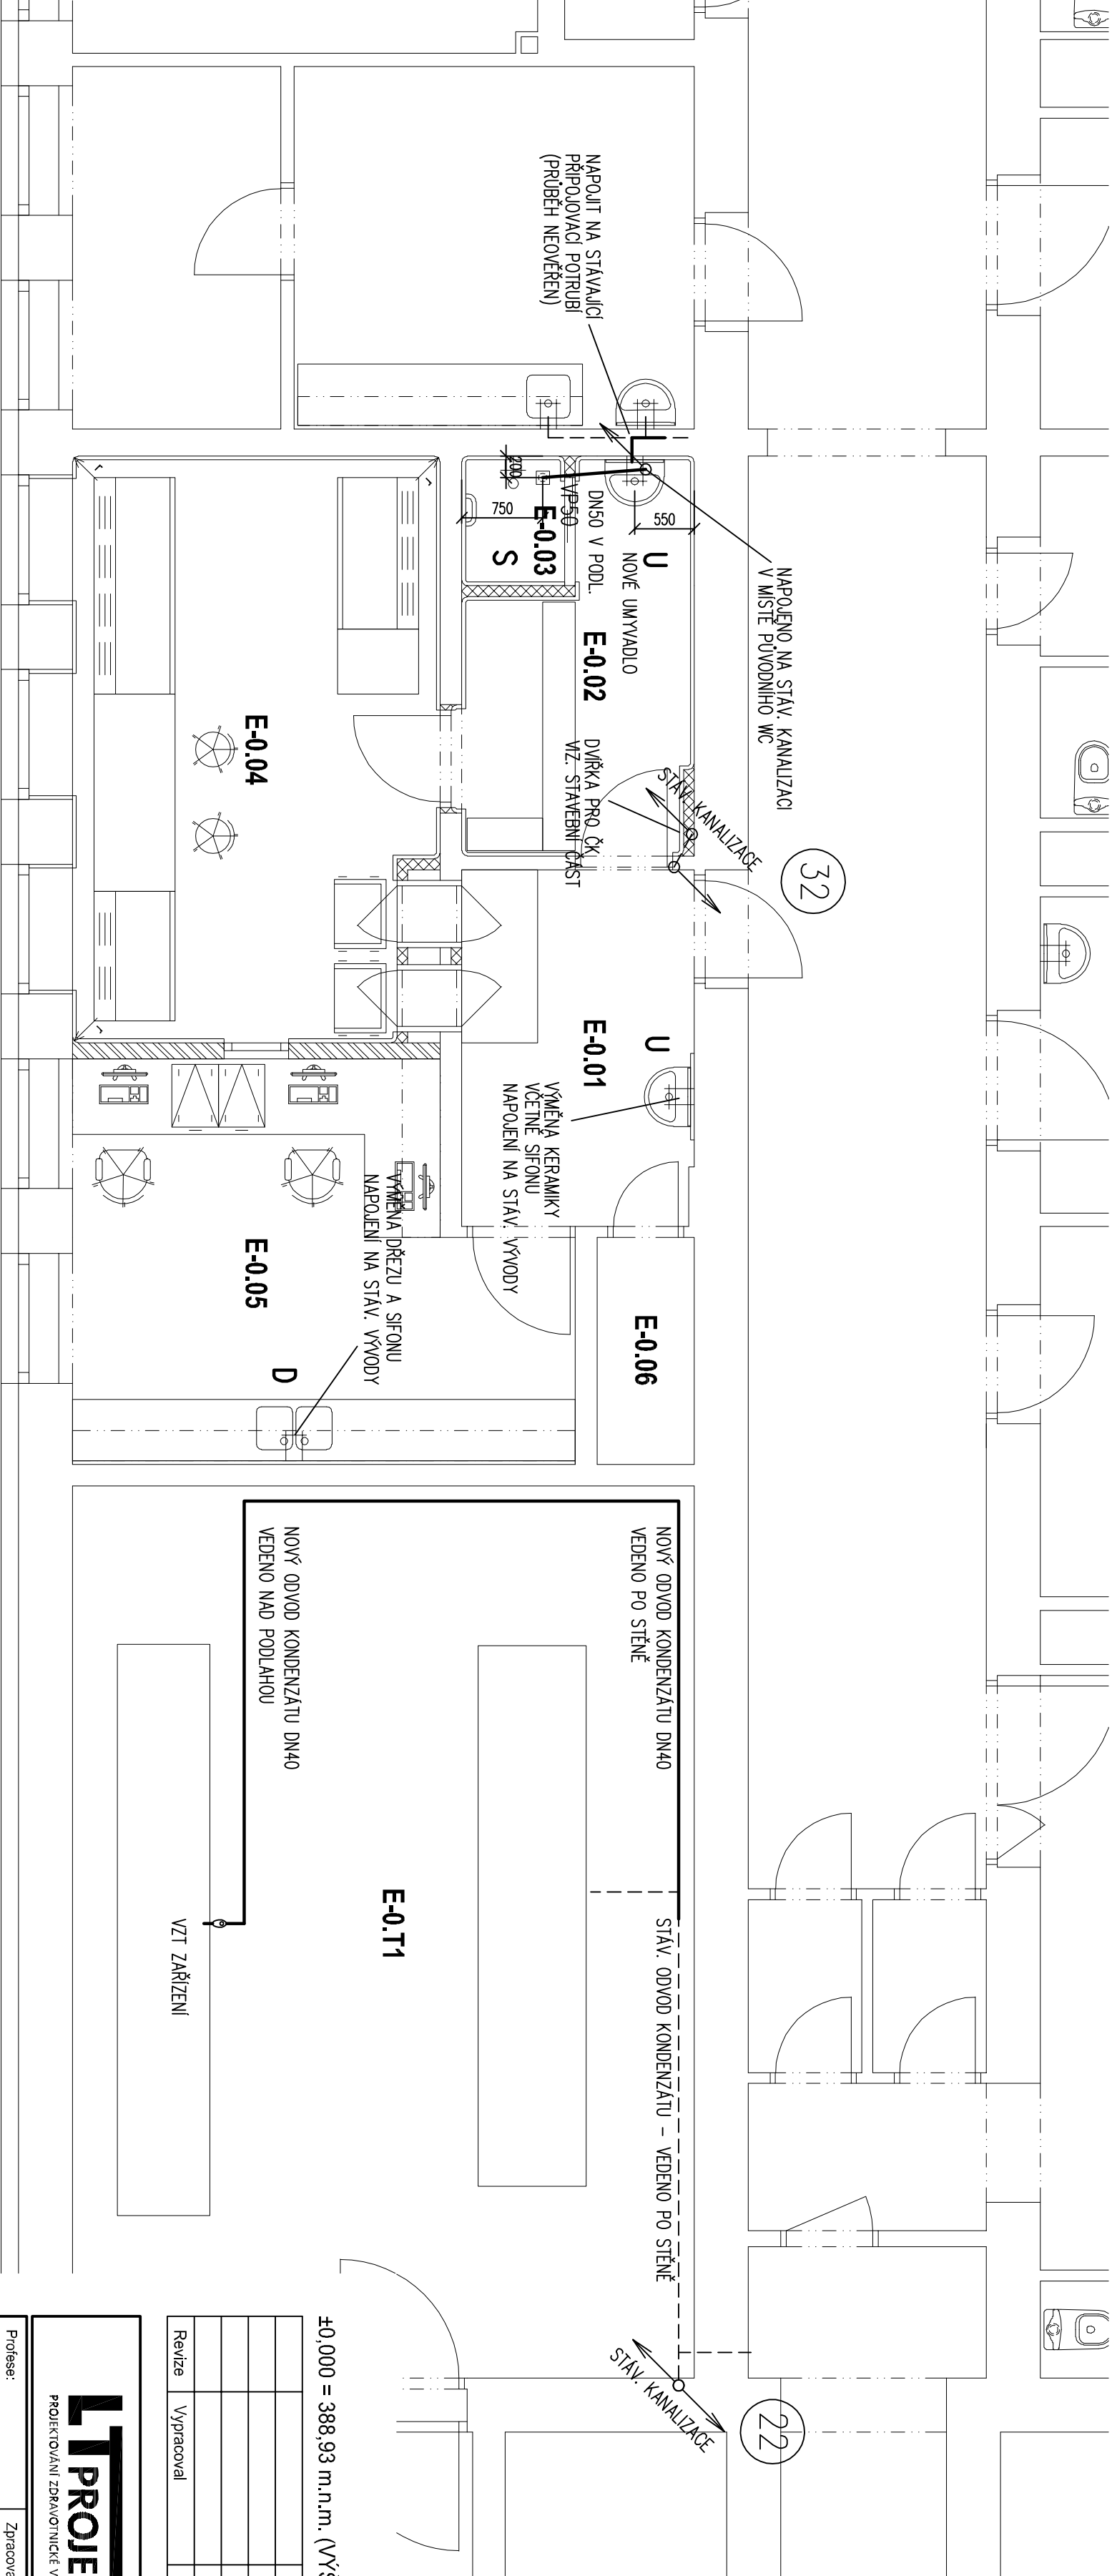 NAPOJIT NA STÁVAJÍCÍ
PŘIPOJOVACÍ POTRUBÍ
(PRŮBĚH NEOVĚŘEN)
NAPOJENO NA STÁV. KANALIZACI
V MÍSTĚ PŮVODNÍHO WC
550
750
200
VP50
DN50 V PODL.
E-0.03
S
U
NOVÉ UMYVADLO
E-0.02
DVÍŘKA PRO ČK
VIZ. STAVEBNÍ ČÁST
STÁV. KANALIZACE
32
E-0.04
r
r
r
E-0.01
U
VÝMĚNA KERAMIKY
VČETNĚ SIFONU
NAPOJENÍ NA STÁV. VÝVODY
E-0.05
VÝMĚNA DŘEZU A SIFONU
NAPOJENÍ NA STÁV. VÝVODY
D
E-0.06
NOVÝ ODVOD KONDENZÁTU DN40
VEDENO PO STĚNĚ
NOVÝ ODVOD KONDENZÁTU DN40
VEDENO NAD PODLAHOU
E-0.T1
VZT ZAŘÍZENÍ
STÁV. ODVOD KONDENZÁTU - VEDENO PO STĚNĚ
STÁV. KANALIZACE
22
±0,000 = 388,93 m.n.m. (VÝŠ
Revize
Vypracoval
LT PROJE
PROJEKTOVÁNÍ ZDRAVOTNICKÉ V
Profese:
Zpracova